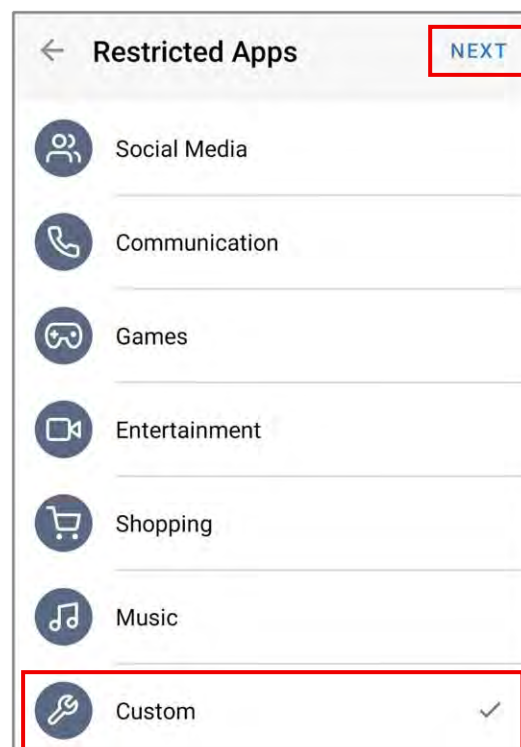 Restricted Apps NEXT
Social Media
Communication
Games
Entertainment
Shopping
Music
Custom